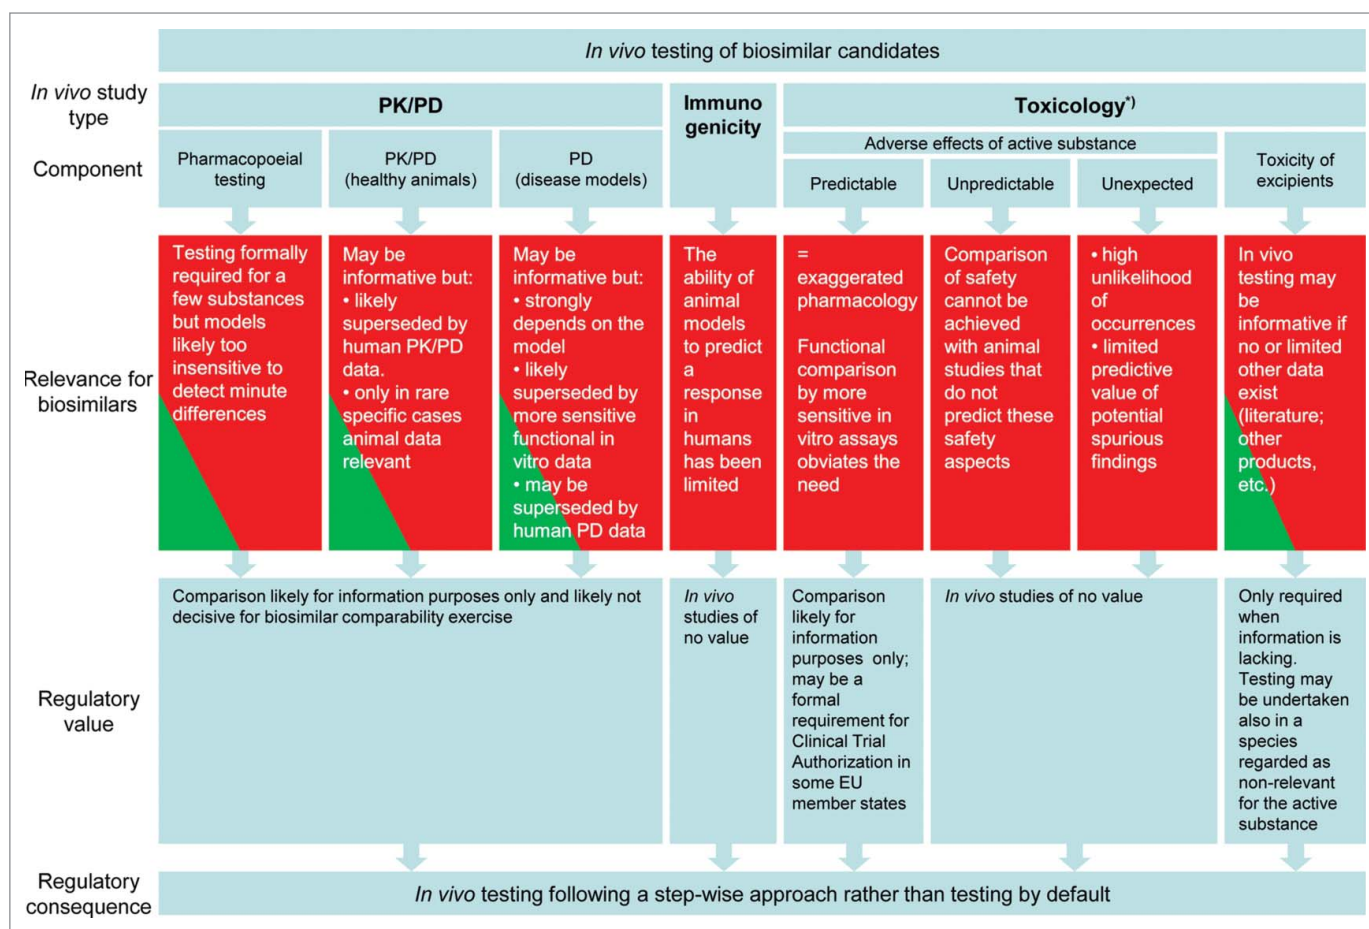 In vivo testing of biosimilar candidates
In vivo study
type
PK/PD
Immuno
genicity
Toxicology*)
Component
Pharmacopoeial
testing
PK/PD
(healthy animals)
PD
(disease models)
Adverse effects of active substance
Predictable
Unpredictable
Unexpected
Toxicity of
excipients
Relevance for
biosimilars
Testing formally
required for a
few substances
but models
likely too
insensitive to
detect minute
differences
May be
informative but:
• likely
superseded by
human PK/PD
data.
• only in rare
specific cases
animal data
relevant
May be
informative but:
• strongly
depends on the
model
• likely
superseded by
more sensitive
functional in
vitro data
• may be
superseded by
human PD data
The
ability of
animal
models
to predict
a
response
in
humans
has been
limited
=
exaggerated
pharmacology
Functional
comparison
by more
sensitive in
vitro assays
obviates the
need
Comparison
of safety
cannot be
achieved
with animal
studies that
do not
predict these
safety
aspects
• high
unlikelihood
of
occurrences
• limited
predictive
value of
potential
spurious
findings
In vivo
testing may
be
informative if
no or limited
other data
exist
(literature;
other
products,
etc.)
Regulatory
value
Comparison likely for information purposes only and likely not
decisive for biosimilar comparability exercise
In vivo
studies of
no value
Comparison
likely for
information
purposes only;
may be a
formal
requirement for
Clinical Trial
Authorization in
some EU
member states
In vivo studies of no value
Only required
when
information is
lacking.
Testing may
be undertaken
also in a
species
regarded as
non-relevant
for the active
substance
Regulatory
consequence
In vivo testing following a step-wise approach rather than testing by default